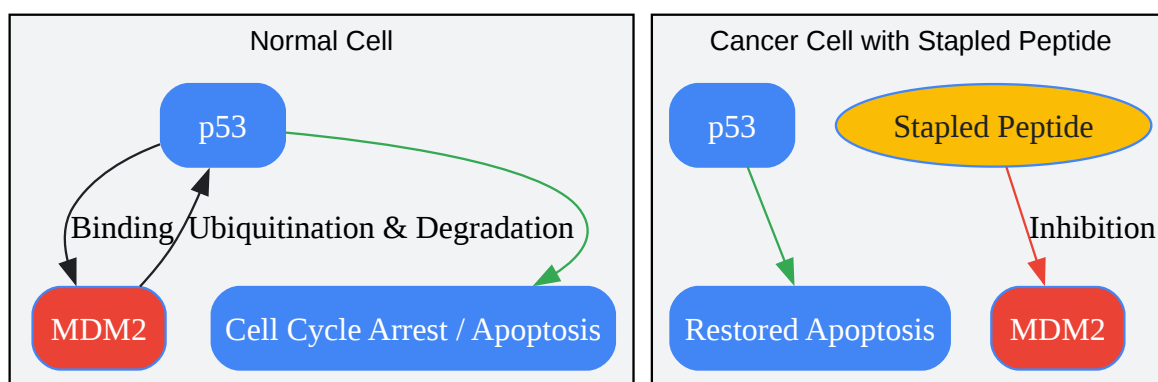 Normal Cell
p53
Binding
Ubiquitination & Degradation
MDM2
Cell Cycle Arrest / Apoptosis
Cancer Cell with Stapled Peptide
p53
Stapled Peptide
Inhibition
Restored Apoptosis
MDM2